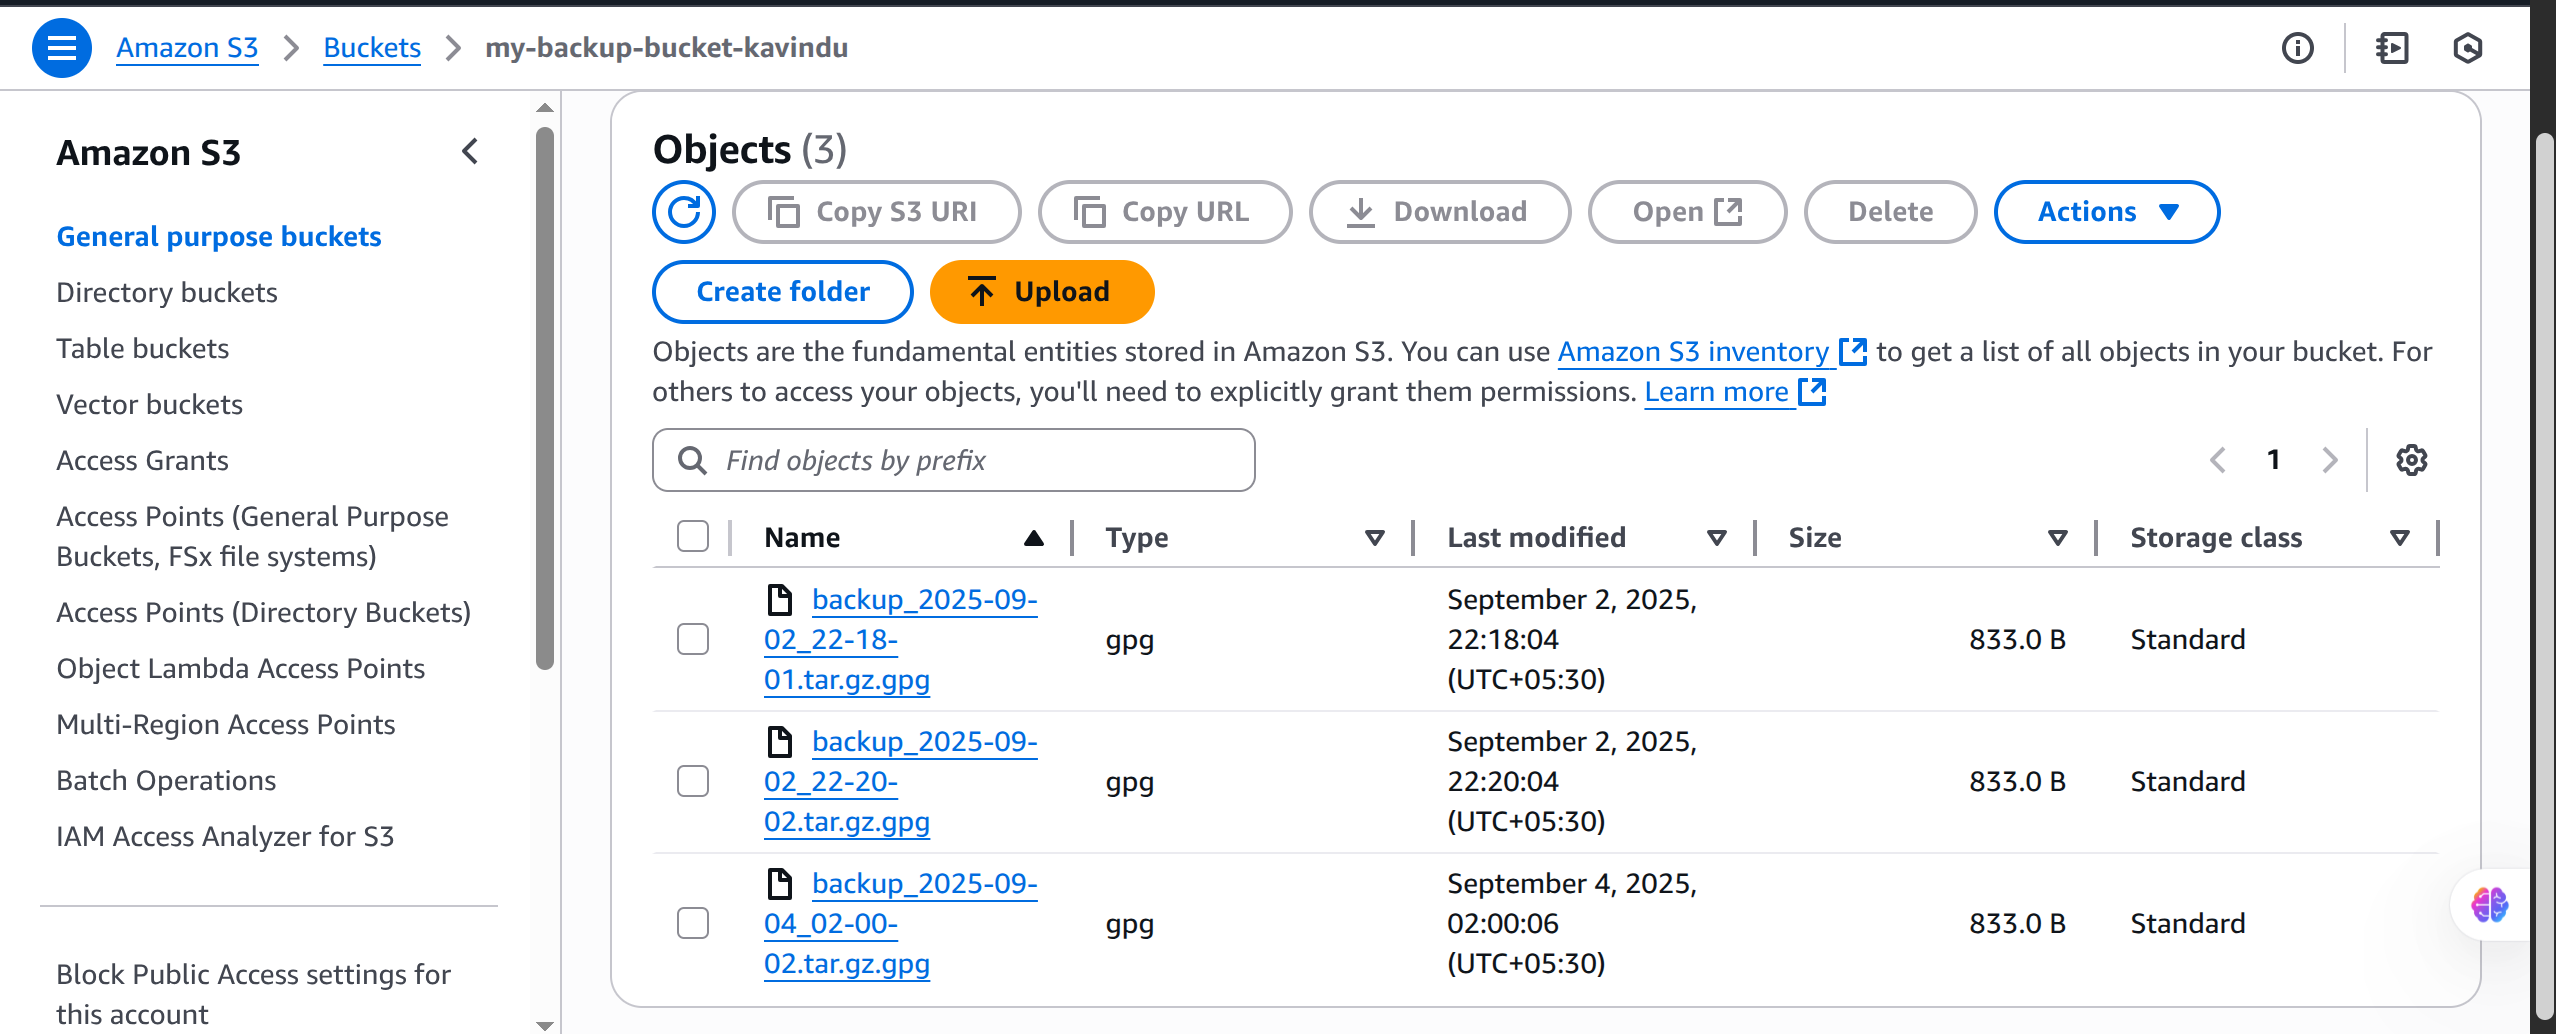 Amazon S3 > Buckets > my-backup-bucket-kavindu
Amazon S3
General purpose buckets
Directory buckets
Table buckets
Vector buckets
Access Grants
Access Points (General Purpose
Buckets, FSx file systems)
Access Points (Directory Buckets)
Object Lambda Access Points
Multi-Region Access Points
Batch Operations
IAM Access Analyzer for S3
Block Public Access settings for
this account
Objects (3)
Copy S3 URI Copy URL Download Open Delete Actions
Create folder Upload
Objects are the fundamental entities stored in Amazon S3. You can use Amazon S3 inventory to get a list of all objects in your bucket. For
others to access your objects, you'll need to explicitly grant them permissions. Learn more
Find objects by prefix
1
Name Type Last modified Size Storage class
backup_2025-09-
02_22-18-
01.tar.gz.gpg
gpg
September 2, 2025,
22:18:04
(UTC+05:30)
833.0 B
Standard
backup_2025-09-
02_22-20-
02.tar.gz.gpg
gpg
September 2, 2025,
22:20:04
(UTC+05:30)
833.0 B
Standard
backup_2025-09-
04_02-00-
02.tar.gz.gpg
gpg
September 4, 2025,
02:00:06
(UTC+05:30)
833.0 B
Standard